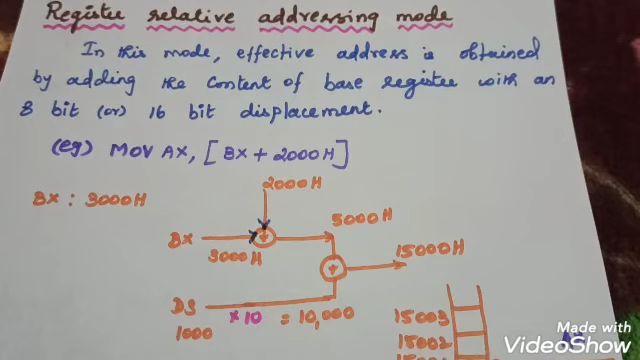 Register relative addressing mode
In this mode, effective address is obtained
by adding the content of base register with an
8 bit (or) 16 bit displacement.
(eg) MOV AX, [BX + 2000H]
2000H
BX : 3000H
5000H
BX
+
15000H
3000H
+
DS
× 10 = 10,000
1000
15003
15002
Made with
VideoShow